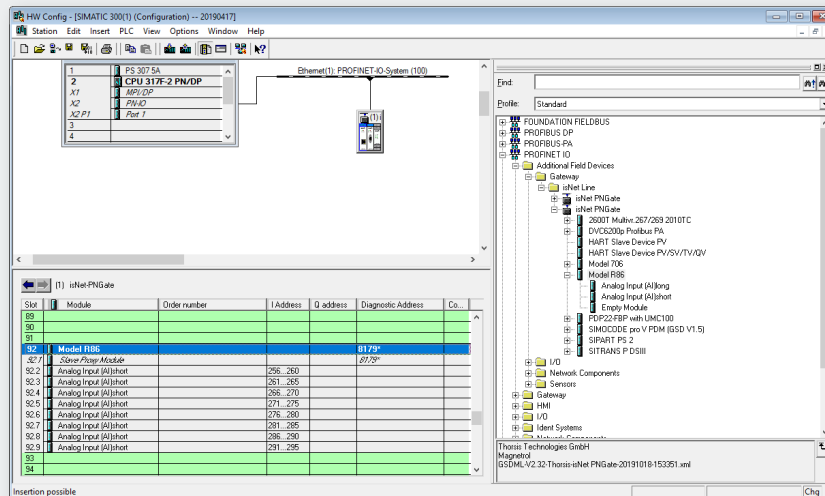 HW Config - [SIMATIC 300(1) (Configuration) -- 20190417]
Station Edit Insert PLC View Options Window Help
1 PS 307 5A
2 CPU 317F-2 PN/DP
X1 MPI/DP
X2 PN-IO
X2 P1 Port 1
3
4
Ethernet(1): PROFINET-IO-System (100)
(1) i
Find:
Profile: Standard
FOUNDATION FIELDBUS
PROFIBUS DP
PROFIBUS-PA
PROFINET IO
Additional Field Devices
Gateway
isNet Line
isNet PNGate
isNet PNGate
2600T Multivr.267/269 2010TC
DVC6200p Profibus PA
HART Slave Device PV
HART Slave Device PV/SV/TV/QV
Model 706
Model R86
Analog Input (AI)long
Analog Input (AI)short
Empty Module
PDP22-FBP with UMC100
SIMOCODE pro V PDM (GSD V1.5)
SIPART PS 2
SITRANS P DSIII
I/O
Network Components
Sensors
Gateway
HMI
I/O
Ident Systems
Network Components
Thorsis Technologies GmbH
Magnetrol
GSDML-V2.32-Thorsis-isNet PNGate-20191018-153351.xml
(1) isNet-PNGate
Slot Module Order number I Address Q address Diagnostic Address Co...
89
90
91
92 Model R86 8179*
92.1 Slave Proxy Module 8179*
92.2 Analog Input (AI)short 256...260
92.3 Analog Input (AI)short 261...265
92.4 Analog Input (AI)short 266...270
92.5 Analog Input (AI)short 271...275
92.6 Analog Input (AI)short 276...280
92.7 Analog Input (AI)short 281...285
92.8 Analog Input (AI)short 286...290
92.9 Analog Input (AI)short 291...295
93
94
Insertion possible
Chg